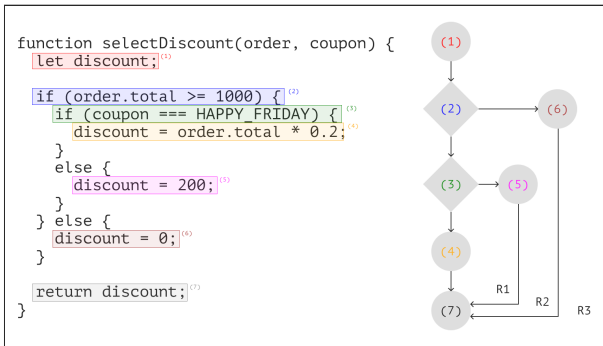 function selectDiscount(order, coupon) {
let discount; (1)
if (order.total >= 1000) { (2)
if (coupon === HAPPY_FRIDAY) { (3)
discount = order.total * 0.2; (4)
}
else {
discount = 200; (5)
}
} else {
discount = 0; (6)
}
return discount; (7)
}
(1)
(2) (6)
(3) (5)
(4)
(7)
R1 R2 R3